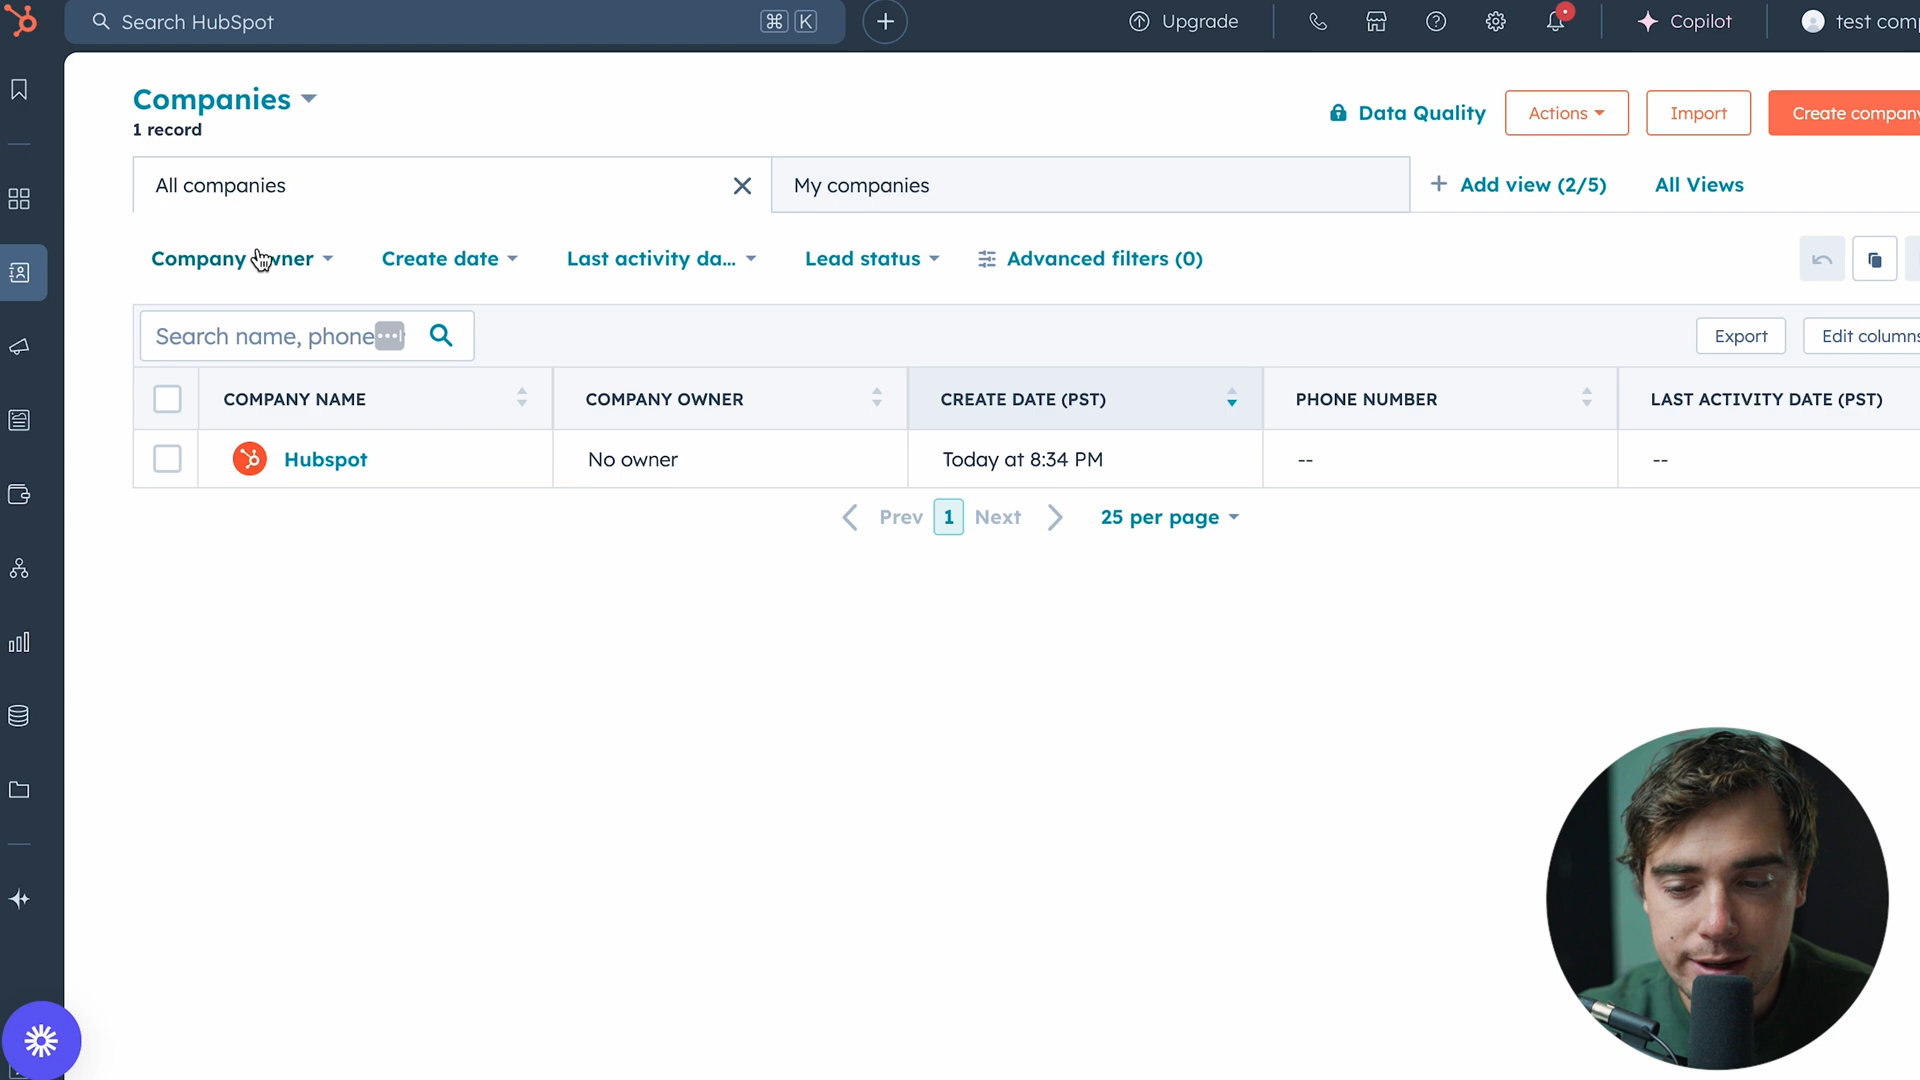 Search HubSpot
⌘ K
Upgrade
Copilot
test com
Companies
1 record
Data Quality
Actions
Import
Create company
All companies
My companies
+ Add view (2/5)
All Views
Company owner
Create date
Last activity da...
Lead status
Advanced filters (0)
Search name, phone
Export
Edit columns
COMPANY NAME
COMPANY OWNER
CREATE DATE (PST)
PHONE NUMBER
LAST ACTIVITY DATE (PST)
Hubspot
No owner
Today at 8:34 PM
--
--
Prev
1
Next
25 per page